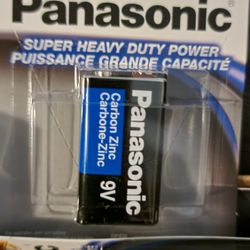 Panasonic
SUPER HEAVY DUTY POWER
PUISSANCE GRANDE CAPACITÉ
Panasonic
Carbon Zinc
Carbone-Zinc
9V